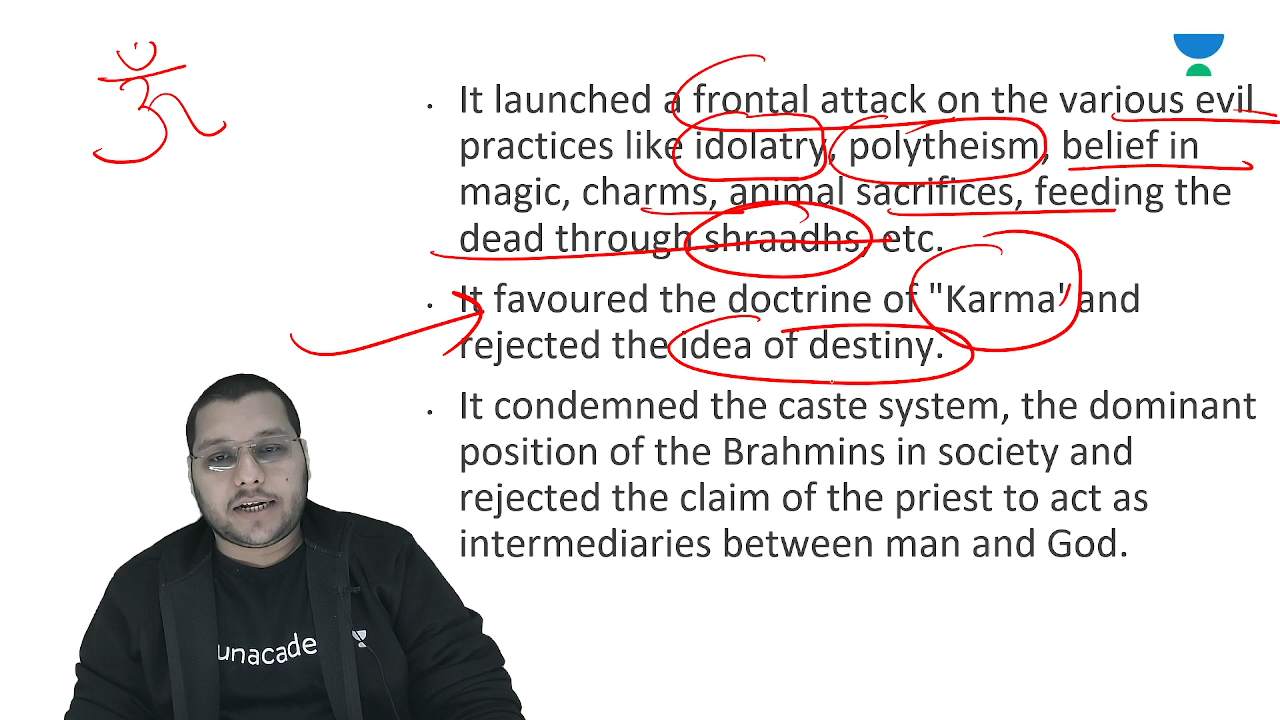 ॐ
It launched a frontal attack on the various evil
practices like idolatry, polytheism, belief in
magic, charms, animal sacrifices, feeding the
dead through shraadhs, etc.
It favoured the doctrine of "Karma" and
rejected the idea of destiny.
It condemned the caste system, the dominant
position of the Brahmins in society and
rejected the claim of the priest to act as
intermediaries between man and God.
unacade